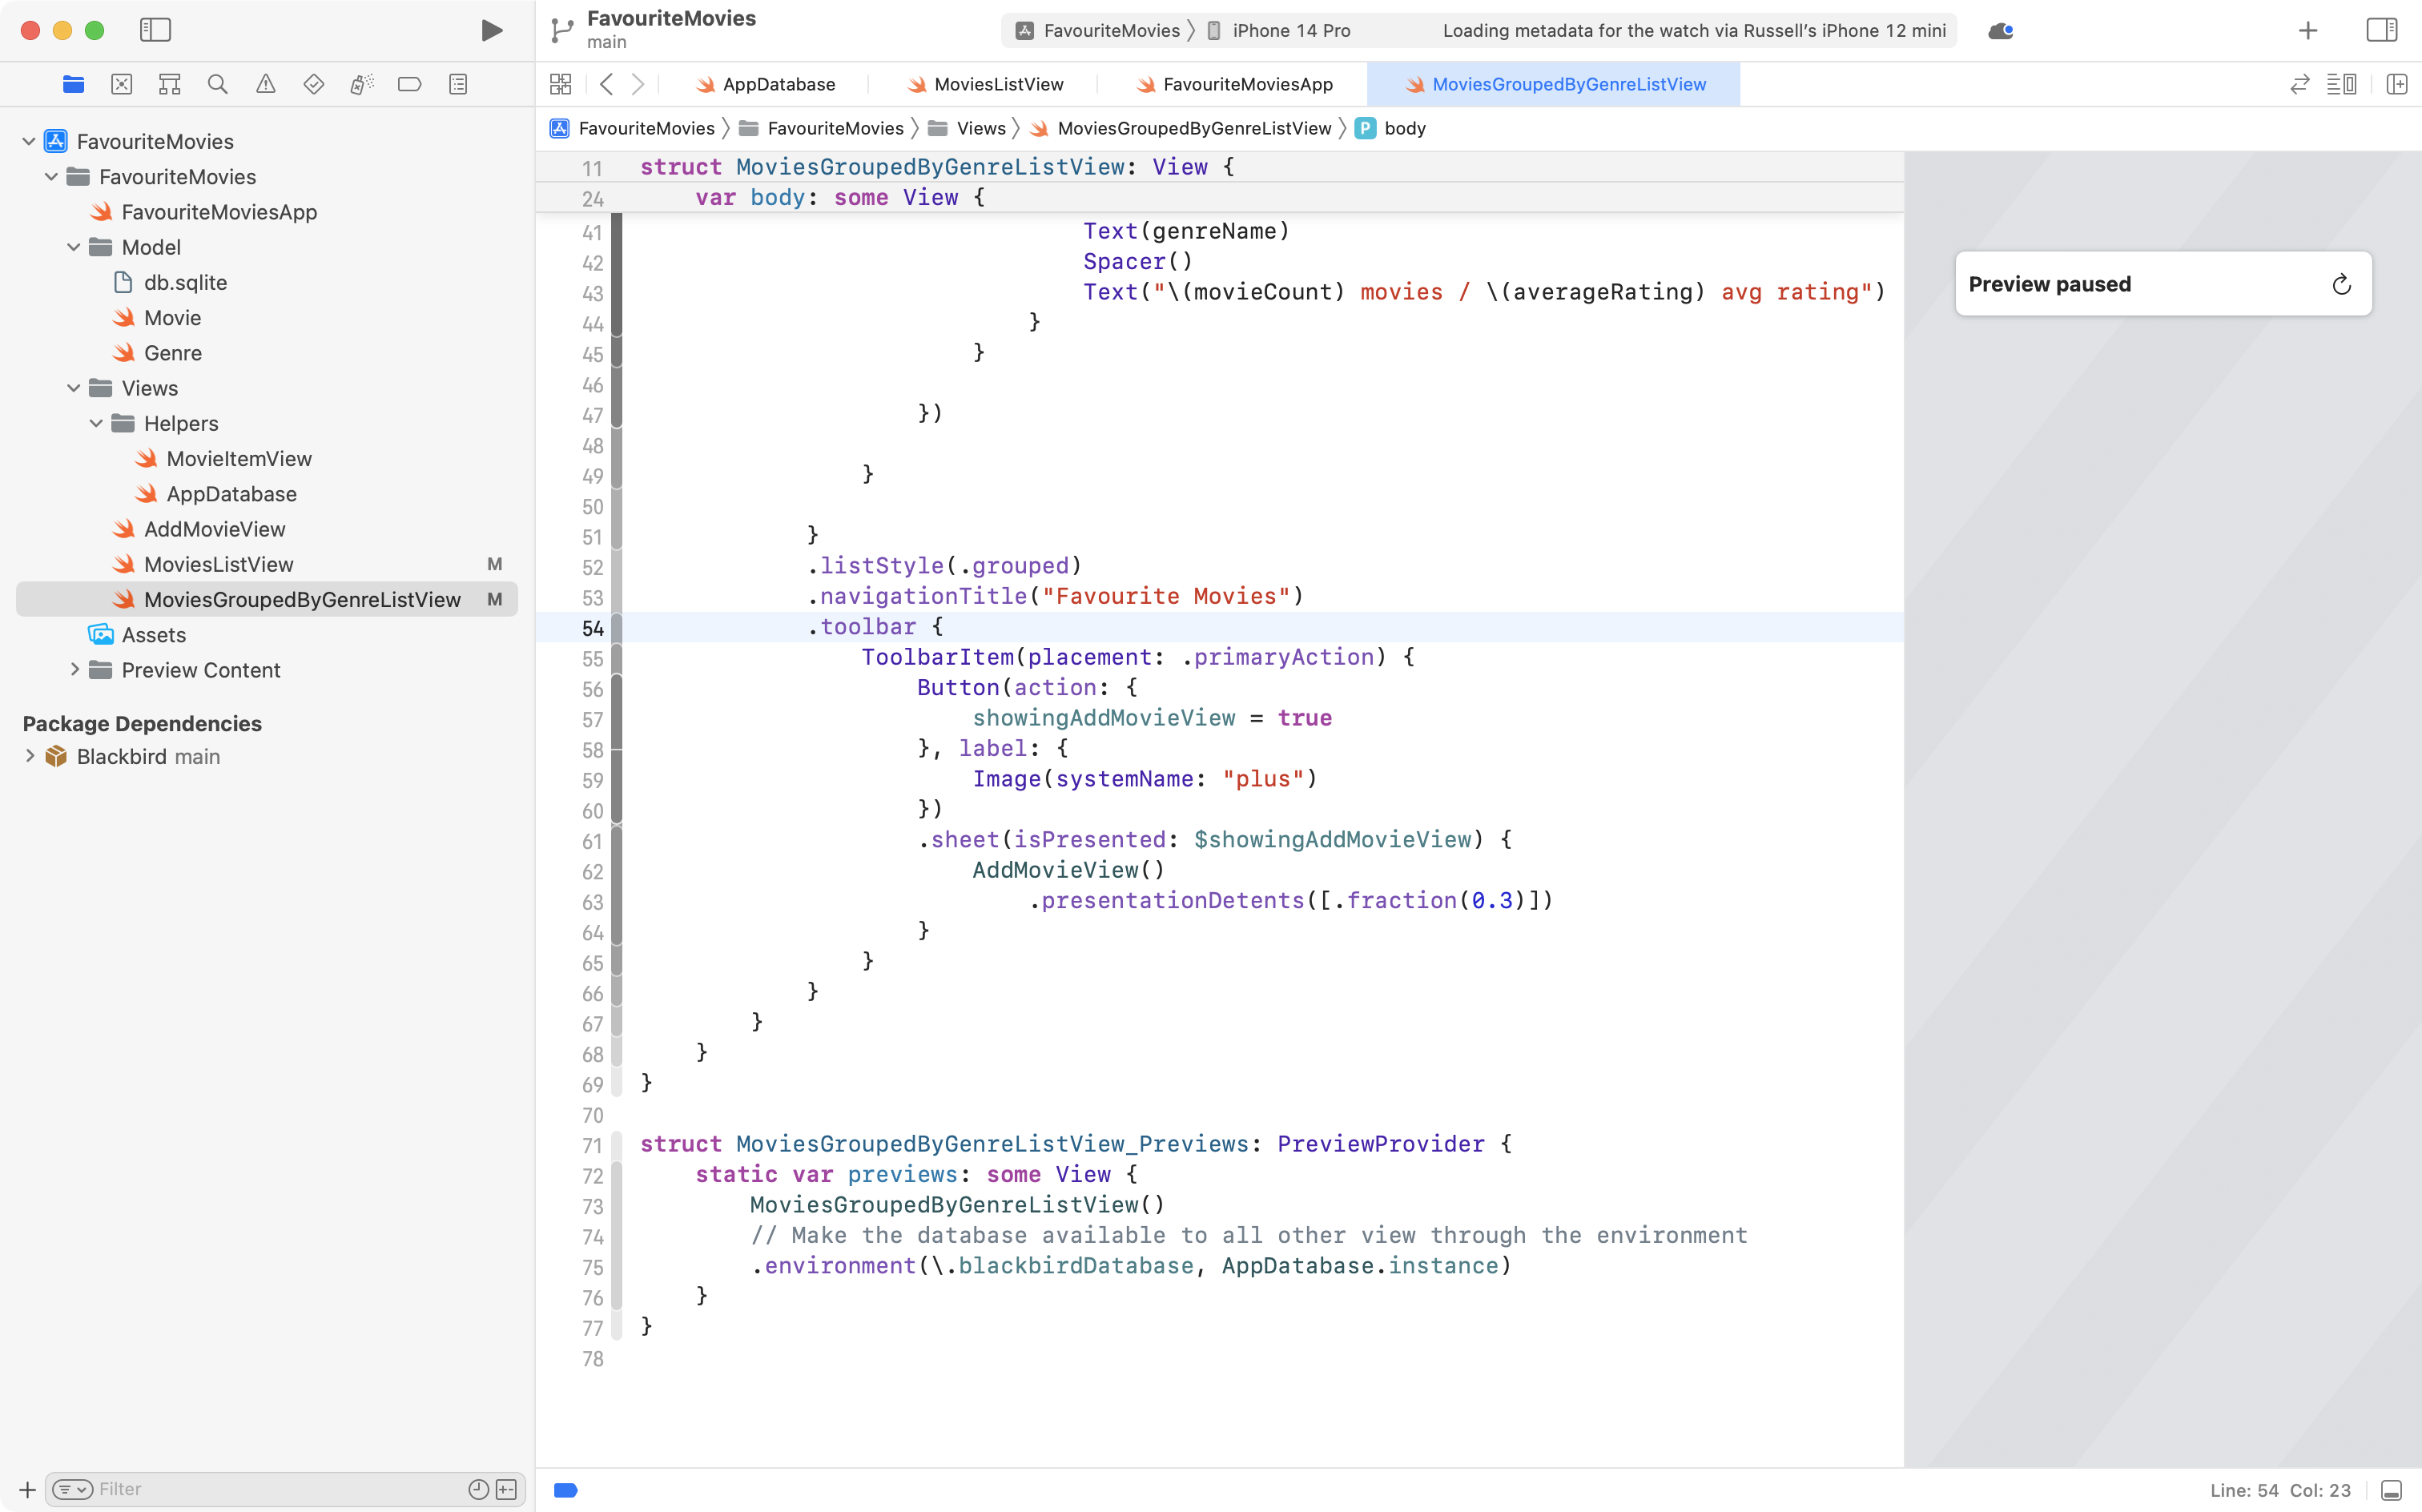 FavouriteMovies
main
FavouriteMovies
iPhone 14 Pro
Loading metadata for the watch via Russell’s iPhone 12 mini
AppDatabase
MoviesListView
FavouriteMoviesApp
MoviesGroupedByGenreListView
FavouriteMovies
FavouriteMovies
Views
MoviesGroupedByGenreListView
P
body
FavouriteMovies
FavouriteMovies
FavouriteMoviesApp
Model
db.sqlite
Movie
Genre
Views
Helpers
MovieItemView
AppDatabase
AddMovieView
MoviesListView M
MoviesGroupedByGenreListView M
Assets
Preview Content
Package Dependencies
Blackbird main
Filter
11 struct MoviesGroupedByGenreListView: View {
24 var body: some View {
41 Text(genreName)
42 Spacer()
43 Text("\(movieCount) movies / \(averageRating) avg rating")
44 }
45 }
46
47 })
48
49 }
50
51 }
52 .listStyle(.grouped)
53 .navigationTitle("Favourite Movies")
54 .toolbar {
55 ToolbarItem(placement: .primaryAction) {
56 Button(action: {
57 showingAddMovieView = true
58 }, label: {
59 Image(systemName: "plus")
60 })
61 .sheet(isPresented: $showingAddMovieView) {
62 AddMovieView()
63 .presentationDetents([.fraction(0.3)])
64 }
65 }
66 }
67 }
68 }
69 }
70
71 struct MoviesGroupedByGenreListView_Previews: PreviewProvider {
72 static var previews: some View {
73 MoviesGroupedByGenreListView()
74 // Make the database available to all other view through the environment
75 .environment(\.blackbirdDatabase, AppDatabase.instance)
76 }
77 }
78
Preview paused
Line: 54 Col: 23